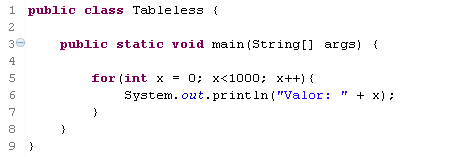 1 public class Tableless {
2
3 public static void main(String[] args) {
4
5 for(int x = 0; x<1000; x++){
6 System.out.println("Valor: " + x);
7 }
8 }
9 }